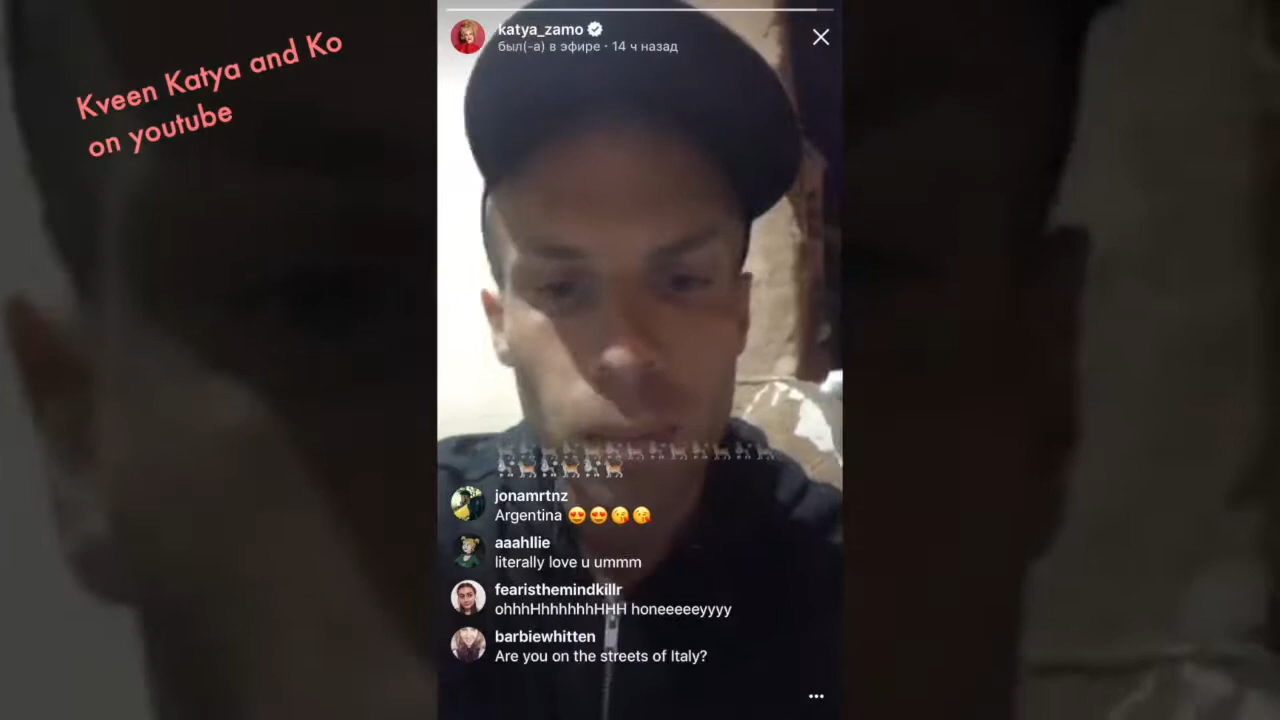 Kveen Katya and Ko
on youtube
katya_zamo
был(-а) в эфире · 14 ч назад
jonamrtnz
Argentina 😍😍😘😘
aaahllie
literally love u ummm
fearisthemindkillr
ohhhHhhhhhhHHH honeeeeeyyyy
barbiewhitten
Are you on the streets of Italy?